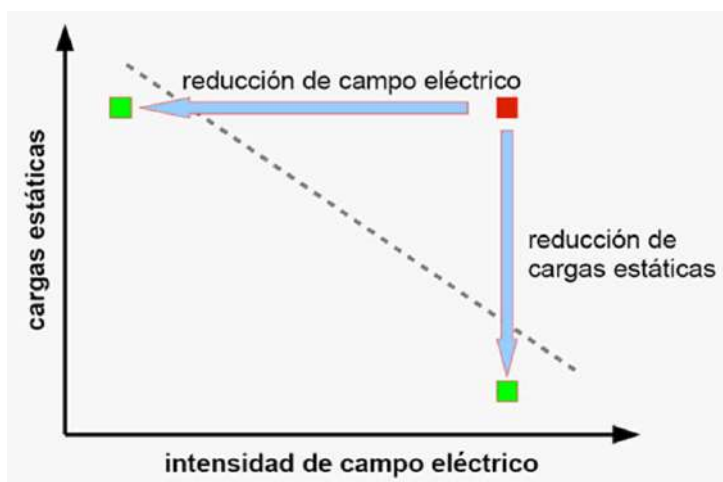 reducción de campo eléctrico
cargas estáticas
reducción de
cargas estáticas
intensidad de campo eléctrico